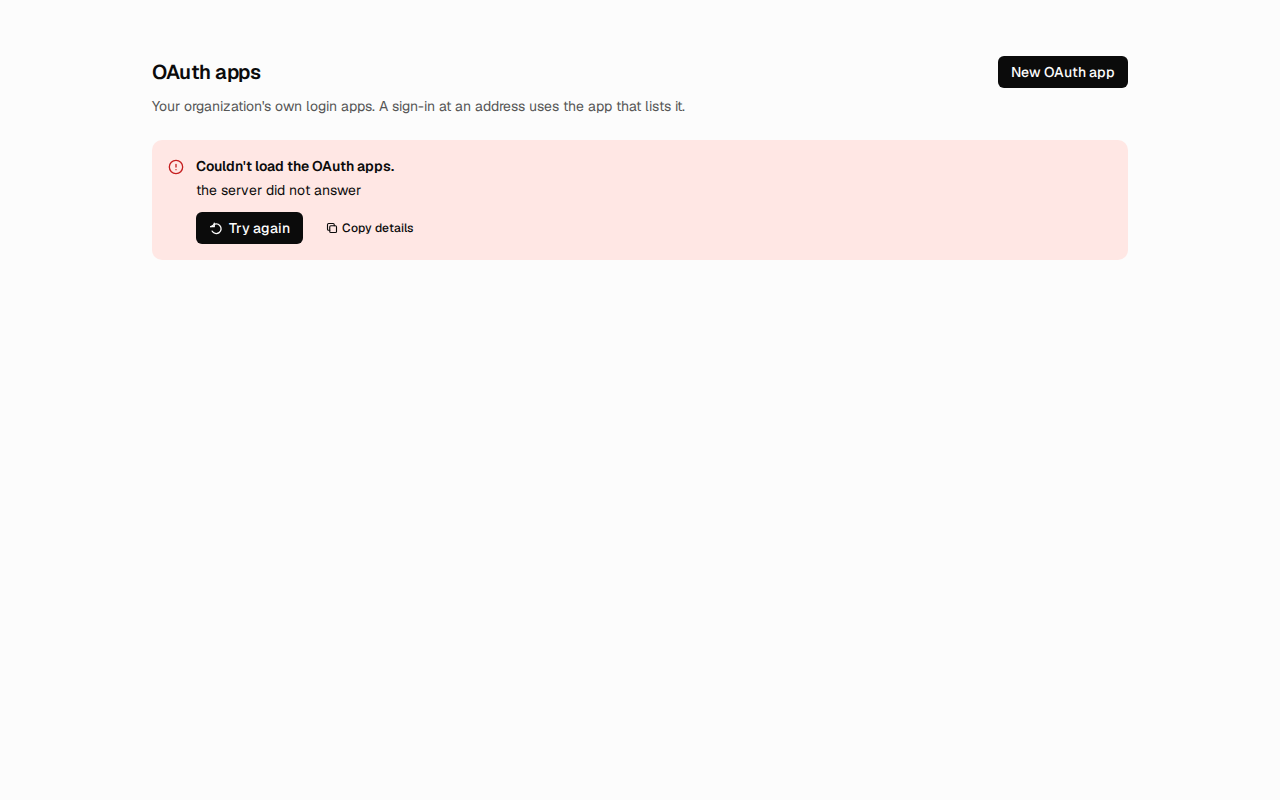 OAuth apps
New OAuth app
Your organization's own login apps. A sign-in at an address uses the app that lists it.
Couldn't load the OAuth apps.
the server did not answer
Try again
Copy details